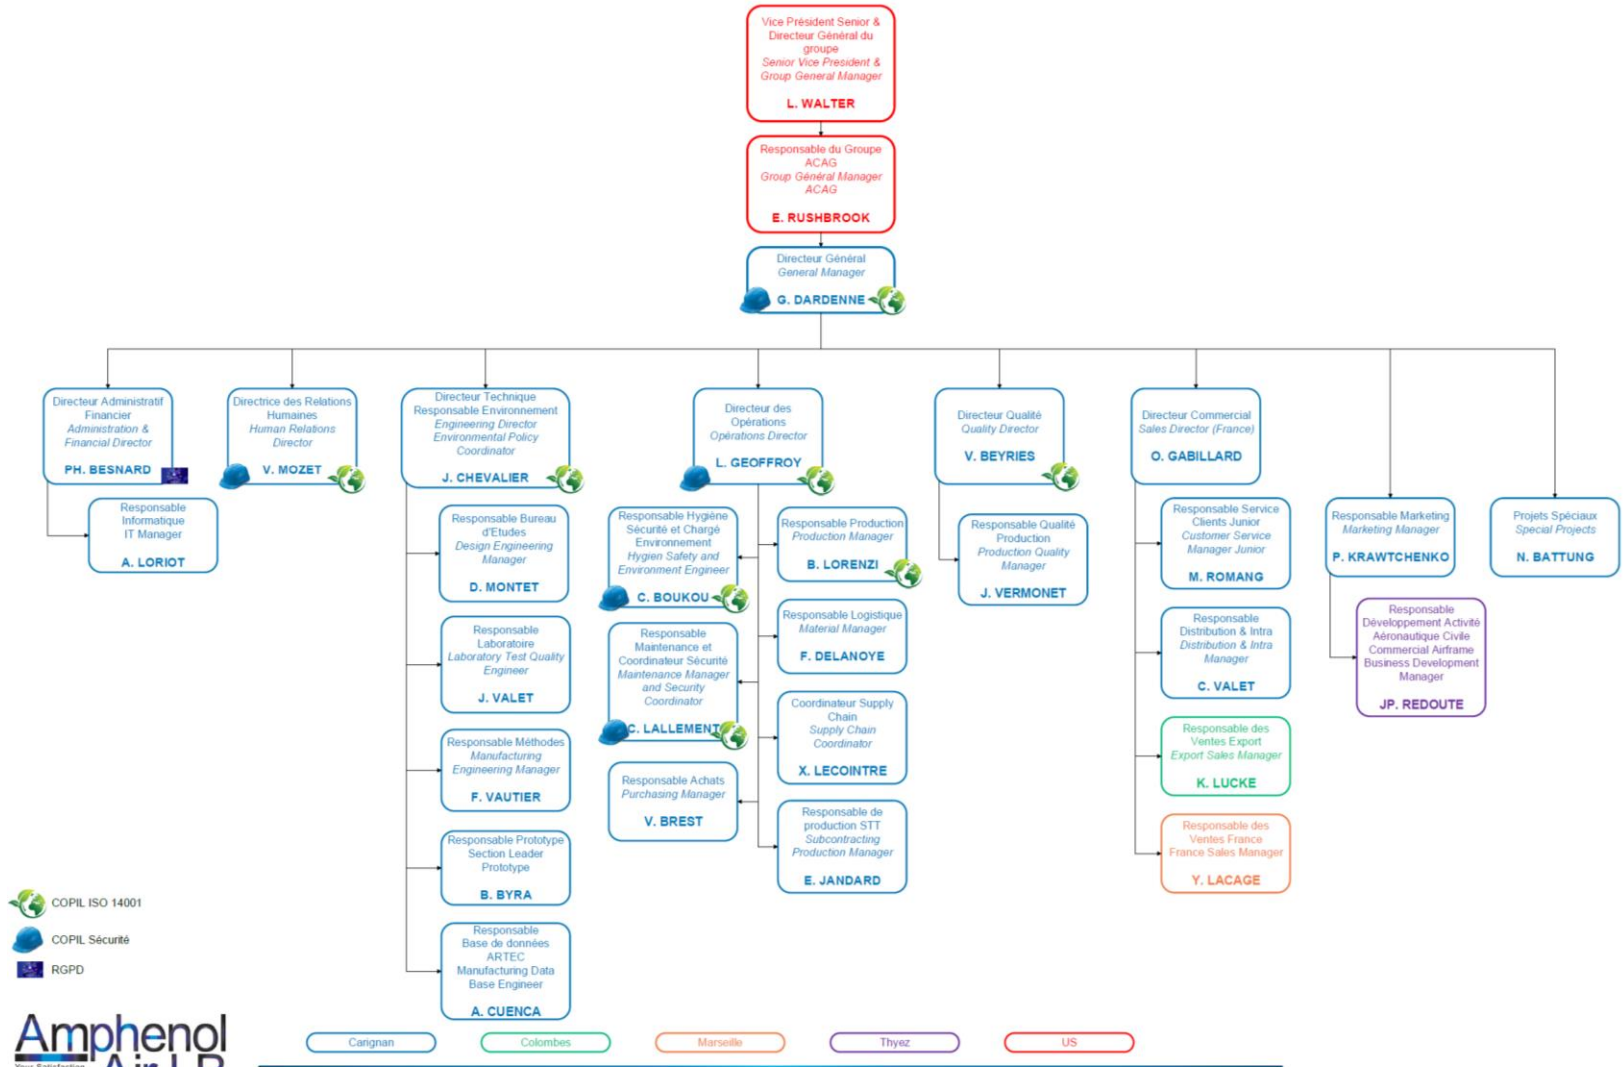 Vice Président Senior &
Directeur Général du
groupe
Senior Vice President &
Group General Manager
L. WALTER
Responsable du Groupe
ACAG
Group Général Manager
ACAG
E. RUSHBROOK
Directeur Général
General Manager
G. DARDENNE
Directeur Administratif
Financier
Administration &
Financial Director
PH. BESNARD
Responsable
Informatique
IT Manager
A. LORIOT
Directrice des Relations
Humaines
Human Relations
Director
V. MOZET
Directeur Technique
Responsable Environnement
Engineering Director
Environmental Policy
Coordinator
J. CHEVALIER
Responsable Bureau
d'Etudes
Design Engineering
Manager
D. MONTET
Responsable
Laboratoire
Laboratory Test Quality
Engineer
J. VALET
Responsable Méthodes
Manufacturing
Engineering Manager
F. VAUTIER
Responsable Prototype
Section Leader
Prototype
B. BYRA
Responsable
Base de données
ARTEC
Manufacturing Data
Base Engineer
A. CUENCA
Directeur des
Opérations
Opérations Director
L. GEOFFROY
Responsable Hygiène
Sécurité et Chargé
Environnement
Hygien Safety and
Environment Engineer
C. BOUKOU
Responsable
Maintenance et
Coordinateur Sécurité
Maintenance Manager
and Security
Coordinator
C. LALLEMENT
Responsable Achats
Purchasing Manager
V. BREST
Responsable Production
Production Manager
B. LORENZI
Responsable Logistique
Material Manager
F. DELANOYE
Coordinateur Supply
Chain
Supply Chain
Coordinator
X. LECOINTRE
Responsable de
production STT
Subcontracting
Production Manager
E. JANDARD
Directeur Qualité
Quality Director
V. BEYRIES
Responsable Qualité
Production
Production Quality
Manager
J. VERMONET
Directeur Commercial
Sales Director (France)
O. GABILLARD
Responsable Service
Clients Junior
Customer Service
Manager Junior
M. ROMANG
Responsable
Distribution & Intra
Distribution & Intra
Manager
C. VALET
Responsable des
Ventes Export
Export Sales Manager
K. LUCKE
Responsable des
Ventes France
France Sales Manager
Y. LACAGE
Responsable Marketing
Marketing Manager
P. KRAWTCHENKO
Responsable
Développement Activité
Aéronautique Civile
Commercial Airframe
Business Development
Manager
JP. REDOUTE
Projets Spéciaux
Special Projects
N. BATTUNG
COPIL ISO 14001
COPIL Sécurité
RGPD
Amphenol
Air LB
Carignan
Colombes
Marseille
Thyez
US